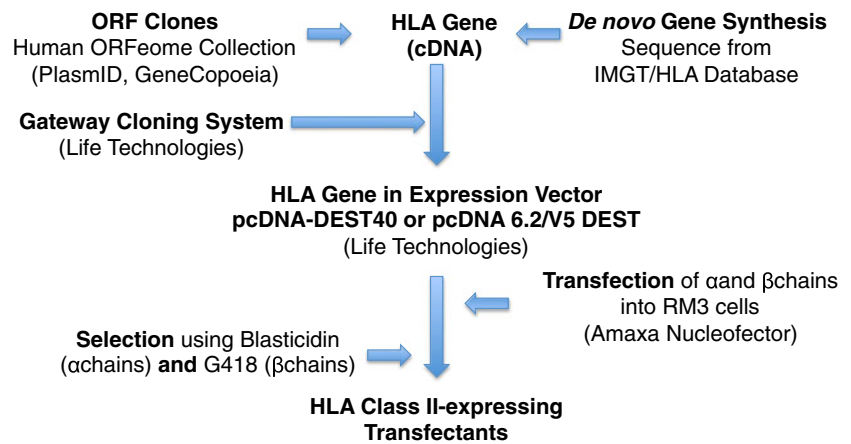 ORF Clones
Human ORFeome Collection
(PlasmID, GeneCopoeia)
HLA Gene
(cDNA)
De novo Gene Synthesis
Sequence from
IMGT/HLA Database
Gateway Cloning System
(Life Technologies)
HLA Gene in Expression Vector
pcDNA-DEST40 or pcDNA 6.2/V5 DEST
(Life Technologies)
Transfection of αand βchains
into RM3 cells
(Amaxa Nucleofector)
Selection using Blasticidin
(αchains) and G418 (βchains)
HLA Class II-expressing
Transfectants